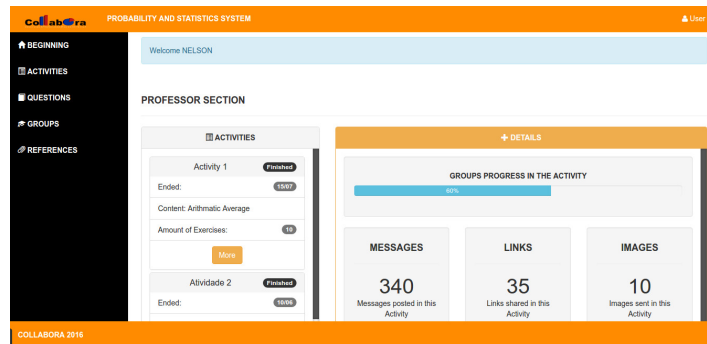 Collabora PROBABILITY AND STATISTICS SYSTEM User
BEGINNING
ACTIVITIES
QUESTIONS
GROUPS
REFERENCES
Welcome NELSON
PROFESSOR SECTION
ACTIVITIES
Activity 1 Finished
Ended: 15/07
Content: Arithmatic Average
Amount of Exercises: 10
More
Atividade 2 Finished
Ended: 10/06
DETAILS
GROUPS PROGRESS IN THE ACTIVITY
60%
MESSAGES
340
Messages posted in this
Activity
LINKS
35
Links shared in this
Activity
IMAGES
10
Images sent in this
Activity
COLLABORA 2016